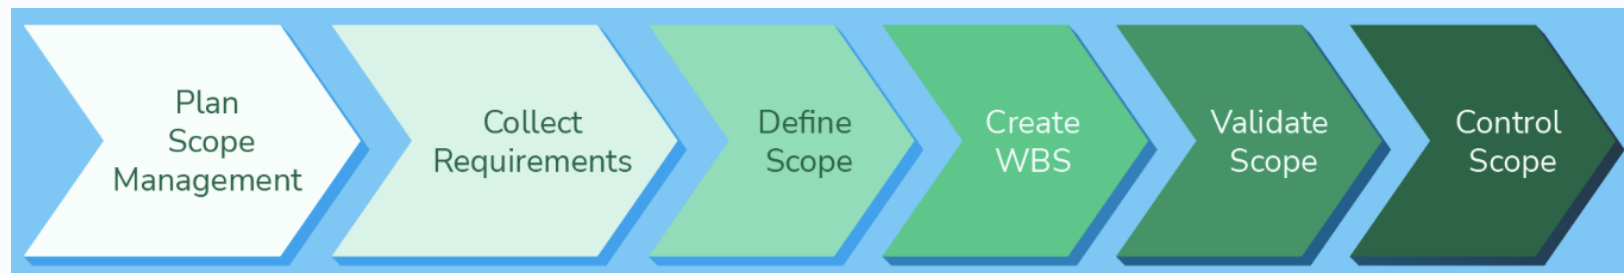 Plan
Scope
Management
Collect
Requirements
Define
Scope
Create
WBS
Validate
Scope
Control
Scope